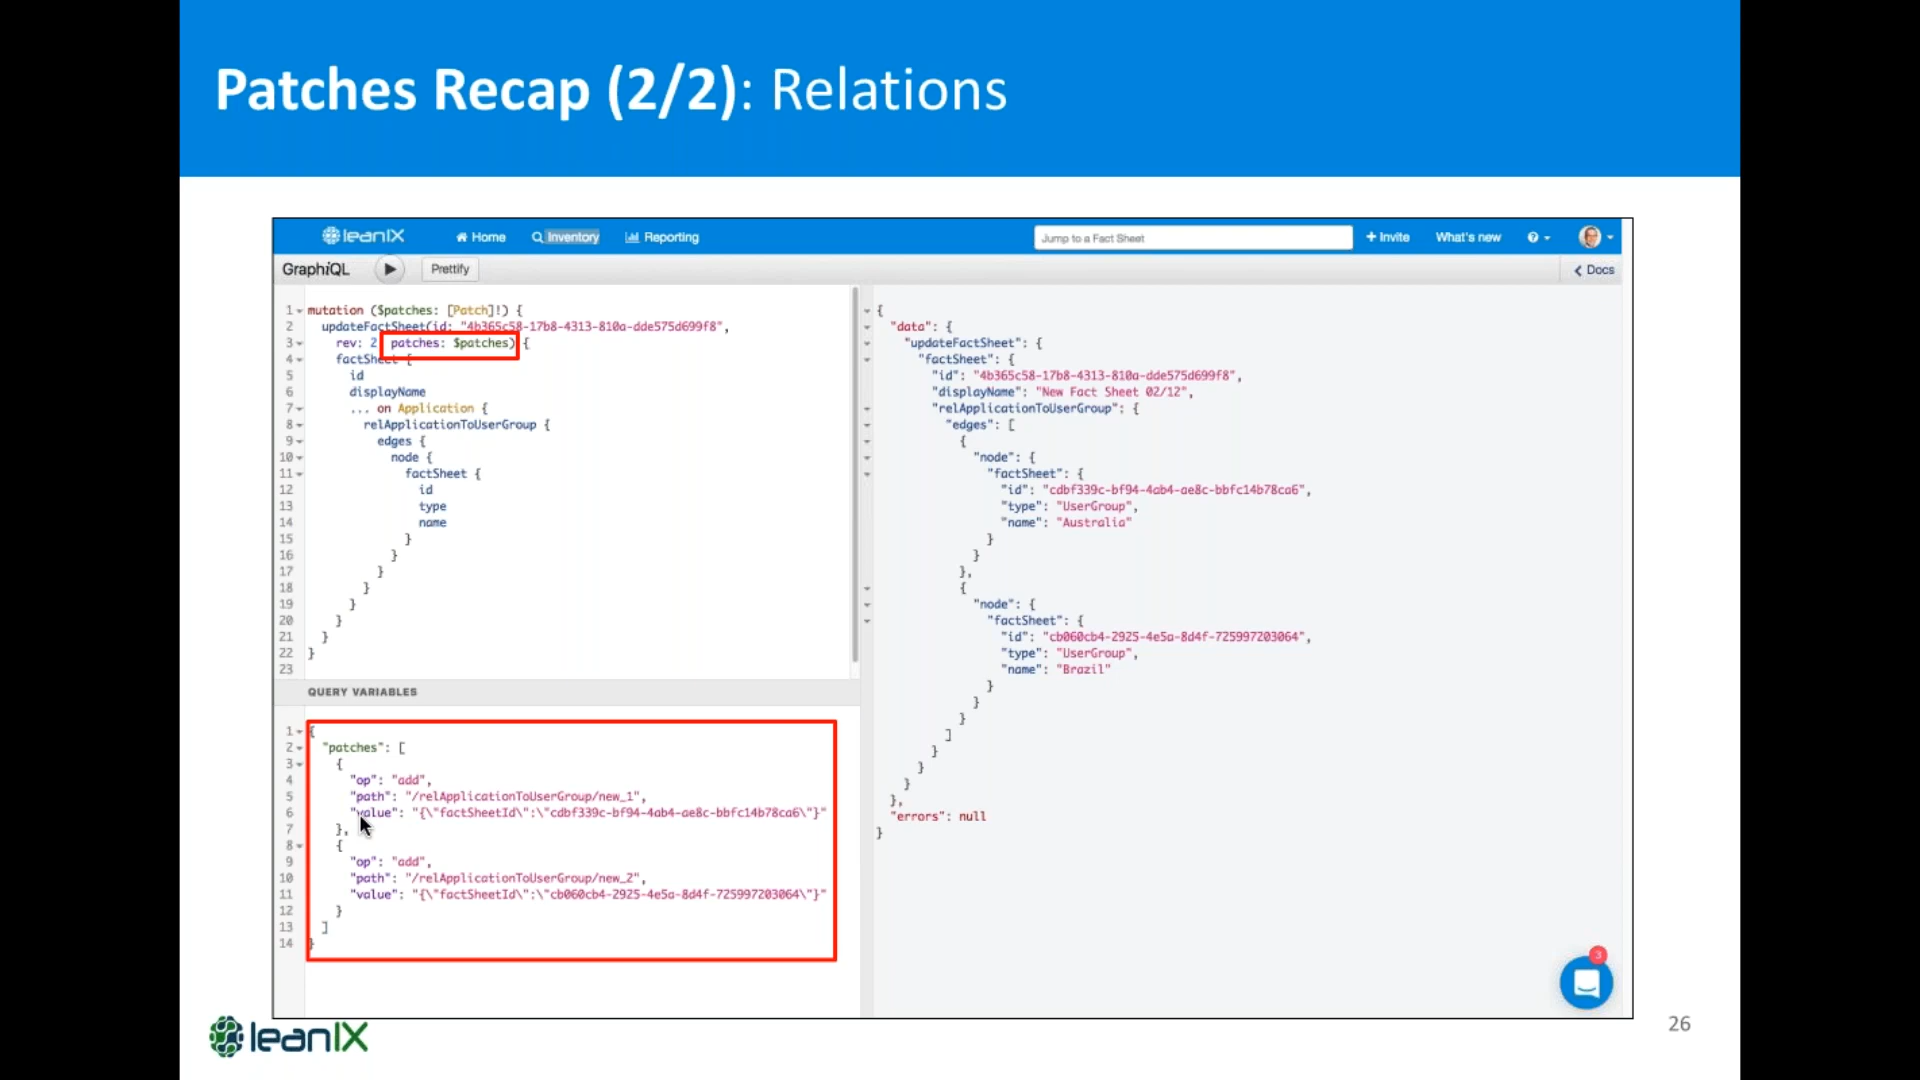 Patches Recap (2/2): Relations
leanIX Home Inventory Reporting Jump to a Fact Sheet + Invite What's new
GraphiQL Prettify < Docs
1 mutation ($patches: [Patch]!) {
2 updateFactSheet(id: "4b365c58-17b8-4313-810a-dde575d699f8",
3 rev: 2 patches: $patches) {
4 factSheet {
5 id
6 displayName
7 ... on Application {
8 relApplicationToUserGroup {
9 edges {
10 node {
11 factSheet {
12 id
13 type
14 name
15 }
16 }
17 }
18 }
19 }
20 }
21 }
22 }
23
QUERY VARIABLES
1 {
2 "patches": [
3 {
4 "op": "add",
5 "path": "/relApplicationToUserGroup/new_1",
6 "value": "{\"factSheetId\":\"cdbf339c-bf94-4ab4-ae8c-bbfc14b78ca6\"}"
7 },
8 {
9 "op": "add",
10 "path": "/relApplicationToUserGroup/new_2",
11 "value": "{\"factSheetId\":\"cb060cb4-2925-4e5a-8d4f-725997203064\"}"
12 }
13 ]
14 }
{
"data": {
"updateFactSheet": {
"factSheet": {
"id": "4b365c58-17b8-4313-810a-dde575d699f8",
"displayName": "New Fact Sheet 02/12",
"relApplicationToUserGroup": {
"edges": [
{
"node": {
"factSheet": {
"id": "cdbf339c-bf94-4ab4-ae8c-bbfc14b78ca6",
"type": "UserGroup",
"name": "Australia"
}
}
},
{
"node": {
"factSheet": {
"id": "cb060cb4-2925-4e5a-8d4f-725997203064",
"type": "UserGroup",
"name": "Brazil"
}
}
}
]
}
}
}
},
"errors": null
}
3
leanIX
26